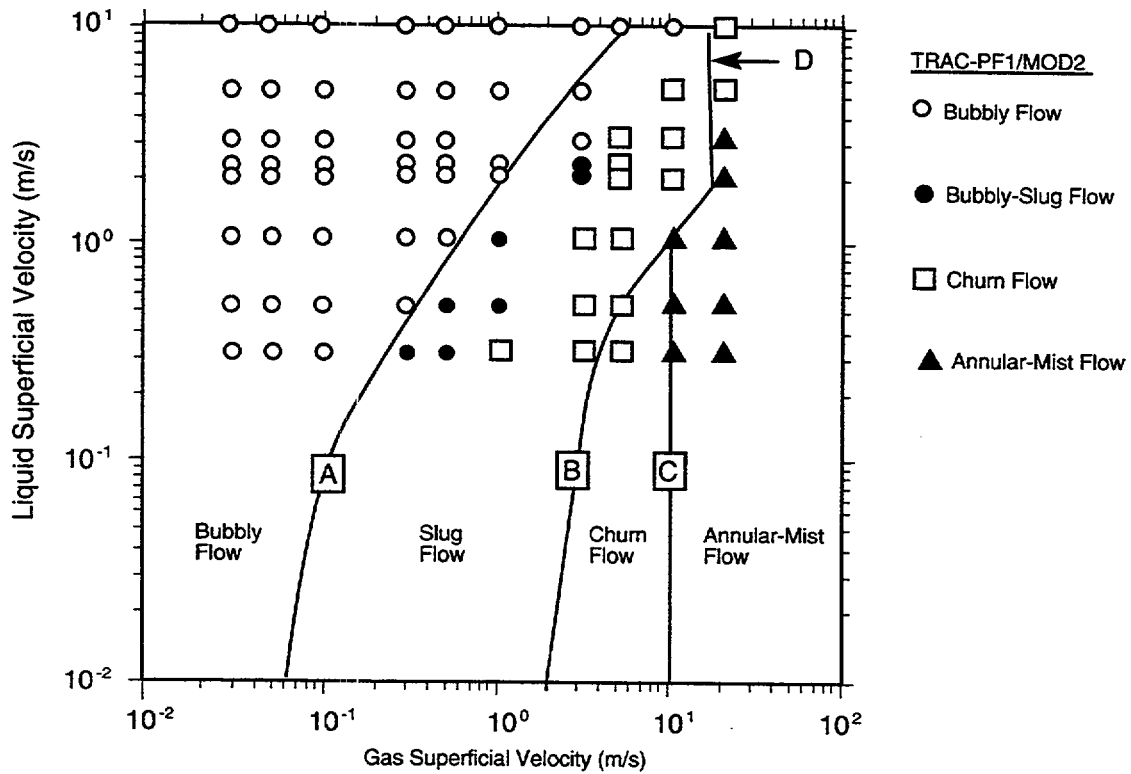 10^1
10^0
10^-1
10^-2
Liquid Superficial Velocity (m/s)
D
A
B
C
Bubbly
Flow
Slug
Flow
Churn
Flow
Annular-Mist
Flow
10^-2
10^-1
10^0
10^1
10^2
Gas Superficial Velocity (m/s)
TRAC-PF1/MOD2
Bubbly Flow
Bubbly-Slug Flow
Churn Flow
Annular-Mist Flow